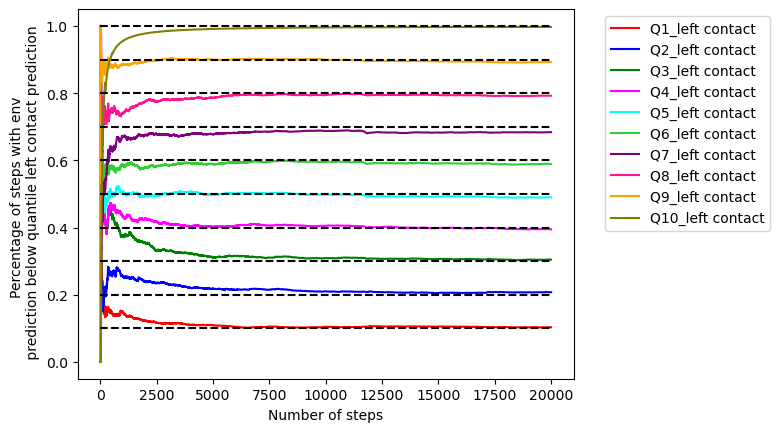 1.0
0.8
0.6
0.4
0.2
0.0
Percentage of steps with env
prediction below quantile left contact prediction
0
2500
5000
7500
10000
12500
15000
17500
20000
Number of steps
Q1_left contact
Q2_left contact
Q3_left contact
Q4_left contact
Q5_left contact
Q6_left contact
Q7_left contact
Q8_left contact
Q9_left contact
Q10_left contact